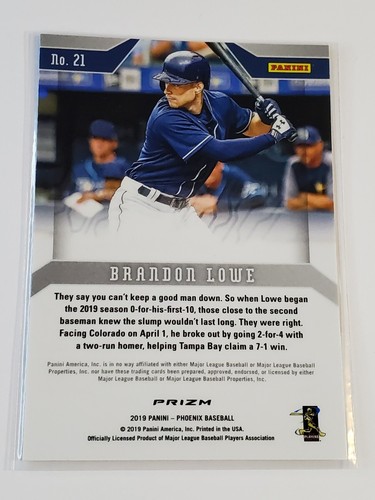 No. 21
PANINI
BRANDON LOWE
They say you can't keep a good man down. So when Lowe began
the 2019 season 0-for-his-first-10, those close to the second
baseman knew the slump wouldn't last long. They were right.
Facing Colorado on April 1, he broke out by going 2-for-4 with
a two-run homer, helping Tampa Bay claim a 7-1 win.
Panini America, Inc. is in no way affiliated with either Major League Baseball or Major League Baseball
Properties, Inc. nor have these trading cards been prepared, approved, endorsed, or licensed by either
Major League Baseball or Major League Baseball Properties, Inc.
PRIZM
2019 PANINI – PHOENIX BASEBALL
© 2019 Panini America, Inc. Printed in the USA.
Officially Licensed Product of Major League Baseball Players Association